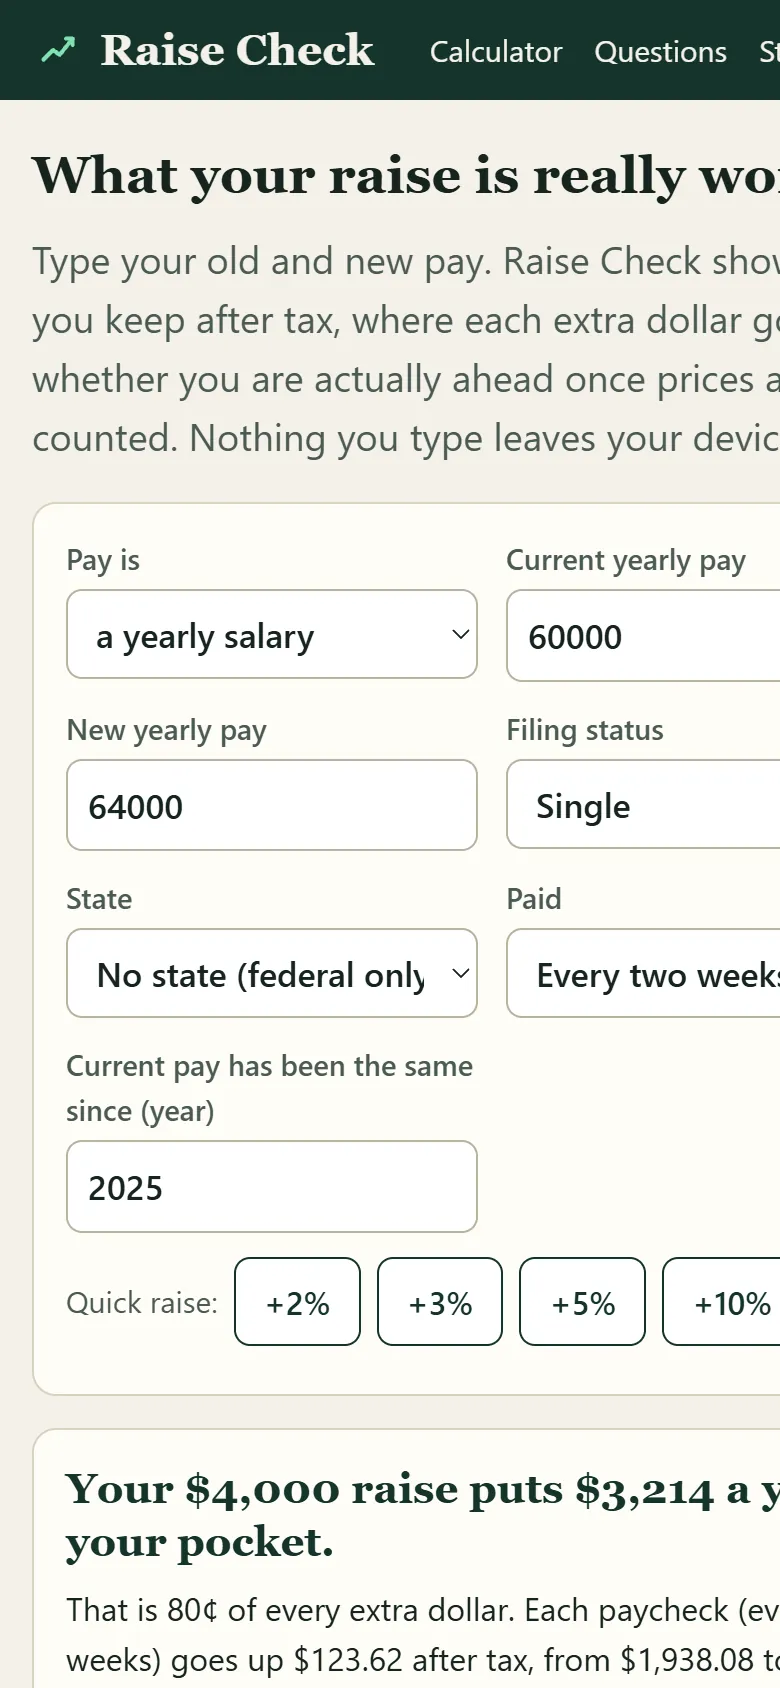 Raise Check
Calculator Questions
What your raise is really
Type your old and new pay. Raise Check
you keep after tax, where each extra dollar
whether you are actually ahead once prices
counted. Nothing you type leaves your
Pay is
Current yearly pay
a yearly salary
60000
New yearly pay
Filing status
64000
Single
State
Paid
No state (federal only
Every two weeks
Current pay has been the same
since (year)
2025
Quick raise: +2% +3% +5% +10%
Your $4,000 raise puts $3,214 a
your pocket.
That is 80¢ of every extra dollar. Each paycheck
weeks) goes up $123.62 after tax, from $1,938.08